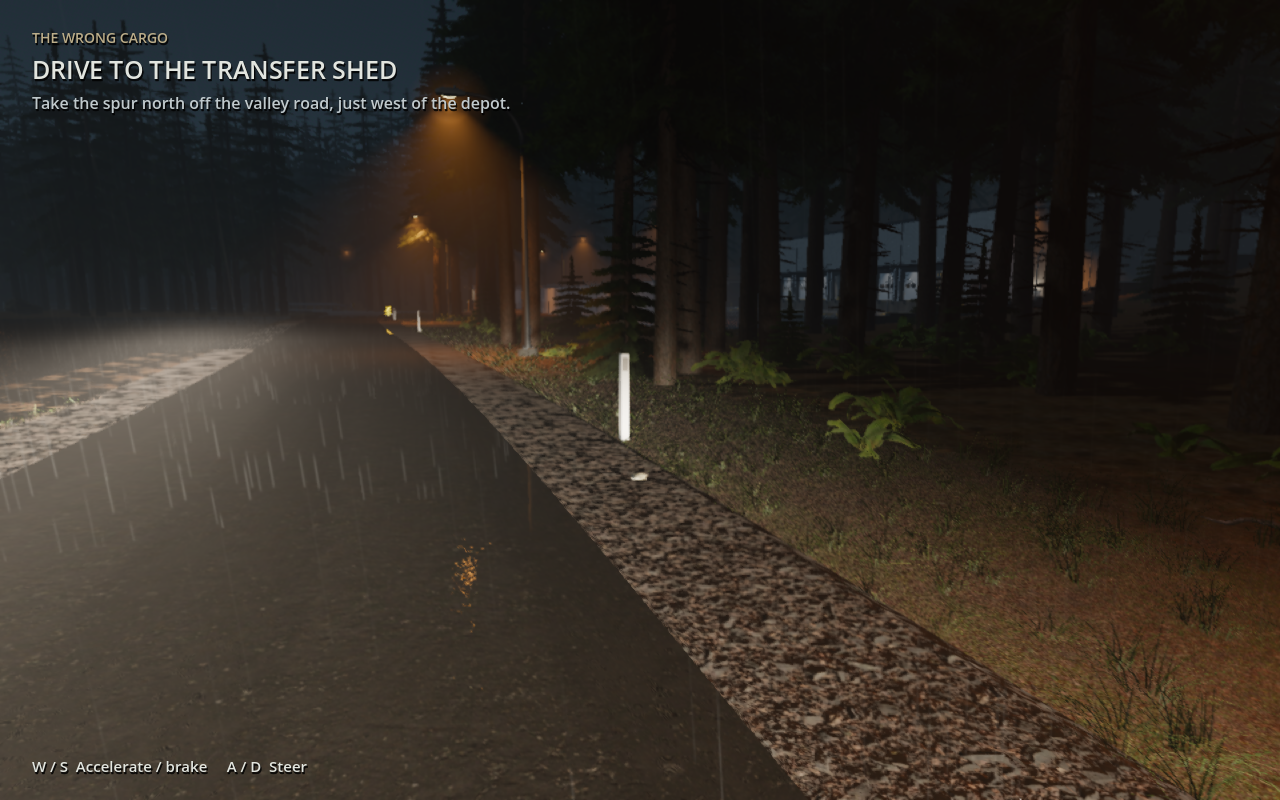 THE WRONG CARGO
DRIVE TO THE TRANSFER SHED
Take the spur north off the valley road, just west of the depot.
W / S Accelerate / brake A / D Steer